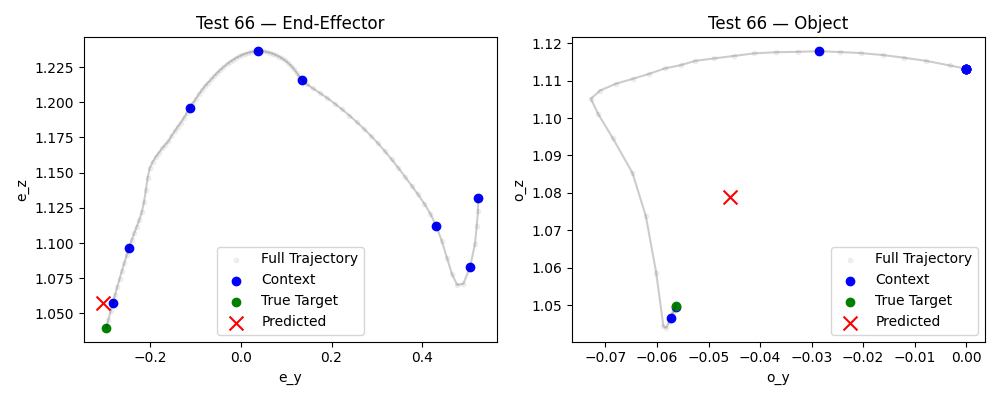 Test 66 — End-Effector
1.225
1.200
1.175
1.150
1.125
1.100
1.075
1.050
e_z
−0.2
0.0
0.2
0.4
e_y
Full Trajectory
Context
True Target
Predicted
Test 66 — Object
1.12
1.11
1.10
1.09
1.08
1.07
1.06
1.05
o_z
−0.07
−0.06
−0.05
−0.04
−0.03
−0.02
−0.01
0.00
o_y
Full Trajectory
Context
True Target
Predicted